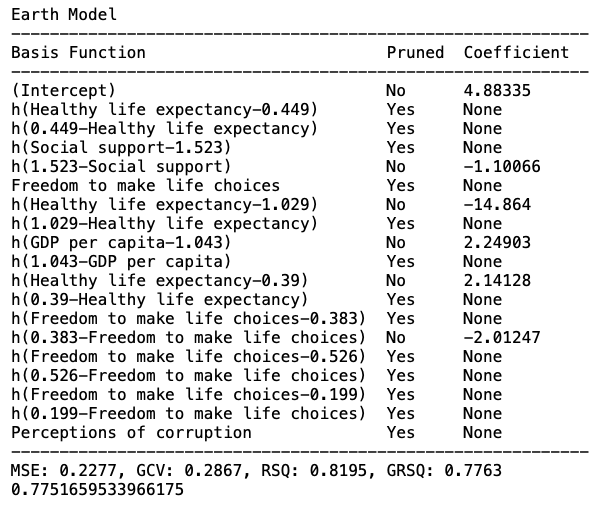 Earth Model
--------------------------------------------------------------
Basis Function Pruned Coefficient
--------------------------------------------------------------
(Intercept) No 4.88335
h(Healthy life expectancy-0.449) Yes None
h(0.449-Healthy life expectancy) Yes None
h(Social support-1.523) Yes None
h(1.523-Social support) No -1.10066
Freedom to make life choices Yes None
h(Healthy life expectancy-1.029) No -14.864
h(1.029-Healthy life expectancy) Yes None
h(GDP per capita-1.043) No 2.24903
h(1.043-GDP per capita) Yes None
h(Healthy life expectancy-0.39) No 2.14128
h(0.39-Healthy life expectancy) Yes None
h(Freedom to make life choices-0.383) Yes None
h(0.383-Freedom to make life choices) No -2.01247
h(Freedom to make life choices-0.526) Yes None
h(0.526-Freedom to make life choices) Yes None
h(Freedom to make life choices-0.199) Yes None
h(0.199-Freedom to make life choices) Yes None
Perceptions of corruption Yes None
--------------------------------------------------------------
MSE: 0.2277, GCV: 0.2867, RSQ: 0.8195, GRSQ: 0.7763
0.7751659533966175